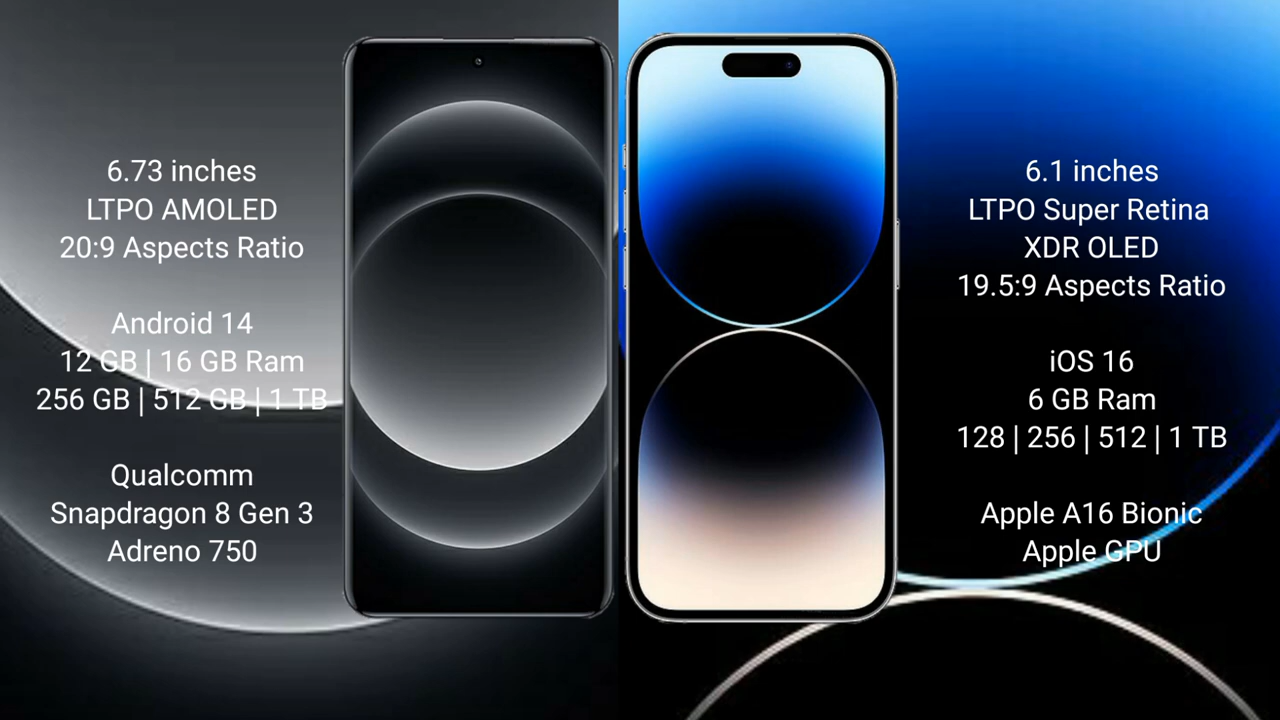 6.73 inches
LTPO AMOLED
20:9 Aspects Ratio
Android 14
12 GB | 16 GB Ram
256 GB | 512 GB | 1 TB
Qualcomm
Snapdragon 8 Gen 3
Adreno 750
6.1 inches
LTPO Super Retina
XDR OLED
19.5:9 Aspects Ratio
iOS 16
6 GB Ram
128 | 256 | 512 | 1 TB
Apple A16 Bionic
Apple GPU